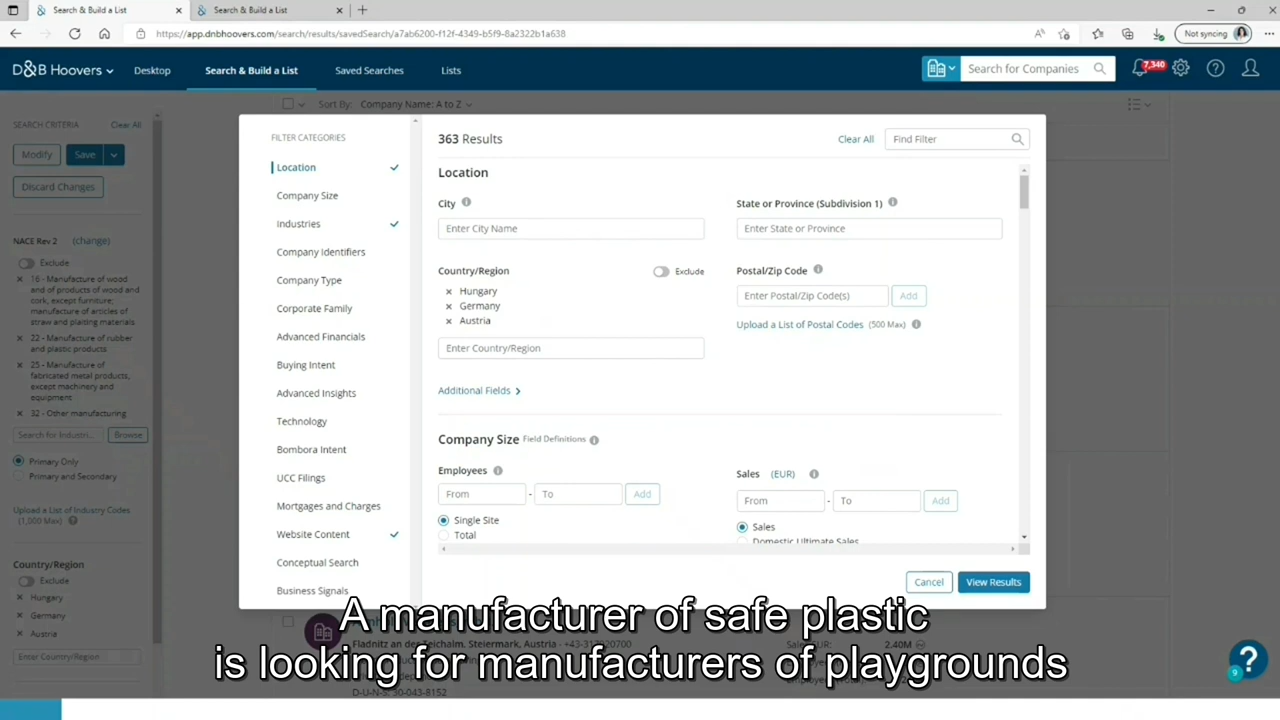 Search & Build a List
Search & Build a List
https://app.dnbhoovers.com/search/results/savedSearch/a7ab6200-f12f-4349-b5f9-8a2322b1a638
Not syncing
D&B Hoovers
Desktop
Search & Build a List
Saved Searches
Lists
Search for Companies
7,340
SEARCH CRITERIA
Clear All
Sort By: Company Name: A to Z
Modify
Save
Discard Changes
NACE Rev 2 (change)
Exclude
16 - Manufacture of wood
and of products of wood and
cork, except furniture;
manufacture of articles of
straw and plaiting materials
22 - Manufacture of rubber
and plastic products
25 - Manufacture of
fabricated metal products,
except machinery and
equipment
32 - Other manufacturing
Search for Industri...
Browse
Primary Only
Primary and Secondary
Upload a List of Industry Codes
(1,000 Max)
Country/Region
Exclude
Hungary
Germany
Austria
Enter Country/Region
FILTER CATEGORIES
Location
Company Size
Industries
Company Identifiers
Company Type
Corporate Family
Advanced Financials
Buying Intent
Advanced Insights
Technology
Bombora Intent
UCC Filings
Mortgages and Charges
Website Content
Conceptual Search
Business Signals
363 Results
Clear All
Find Filter
Location
City
Enter City Name
State or Province (Subdivision 1)
Enter State or Province
Country/Region
Exclude
Hungary
Germany
Austria
Enter Country/Region
Postal/Zip Code
Enter Postal/Zip Code(s)
Add
Upload a List of Postal Codes (500 Max)
Additional Fields
Company Size Field Definitions
Employees
From - To
Add
Single Site
Total
Sales (EUR)
From - To
Add
Sales
Domestic Ultimate Sales
Cancel
View Results
Fladnitz an der Teichalm, Steiermark, Austria - +43-317920700
2.40M
D-U-N-S: 30-043-8152
9
A manufacturer of safe plastic
is looking for manufacturers of playgrounds